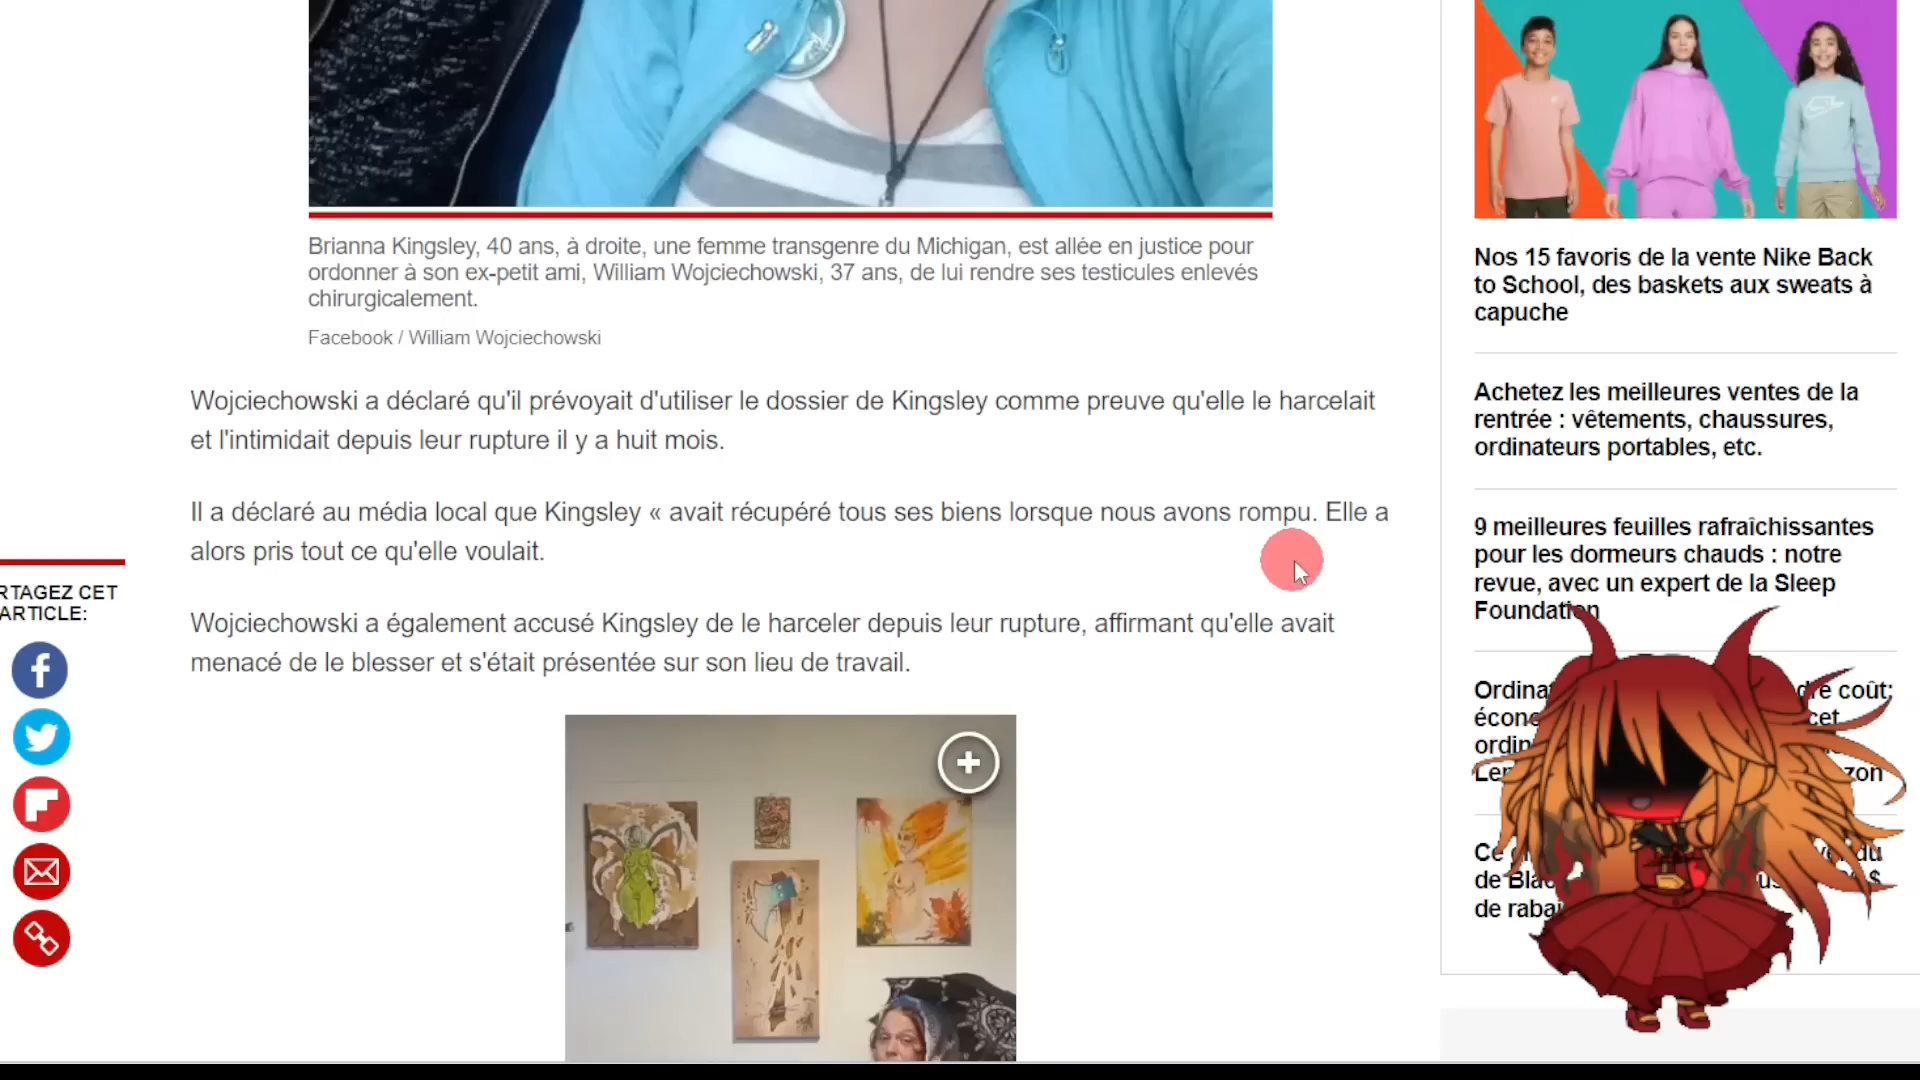 Brianna Kingsley, 40 ans, à droite, une femme transgenre du Michigan, est allée en justice pour
ordonner à son ex-petit ami, William Wojciechowski, 37 ans, de lui rendre ses testicules enlevés
chirurgicalement.
Facebook / William Wojciechowski
Wojciechowski a déclaré qu'il prévoyait d'utiliser le dossier de Kingsley comme preuve qu'elle le harcelait
et l'intimidait depuis leur rupture il y a huit mois.
Il a déclaré au média local que Kingsley « avait récupéré tous ses biens lorsque nous avons rompu. Elle a
alors pris tout ce qu'elle voulait.
Wojciechowski a également accusé Kingsley de le harceler depuis leur rupture, affirmant qu'elle avait
menacé de le blesser et s'était présentée sur son lieu de travail.
RTAGEZ CET
ARTICLE:
Nos 15 favoris de la vente Nike Back
to School, des baskets aux sweats à
capuche
Achetez les meilleures ventes de la
rentrée : vêtements, chaussures,
ordinateurs portables, etc.
9 meilleures feuilles rafraîchissantes
pour les dormeurs chauds : notre
revue, avec un expert de la Sleep
Foundation
coût;
cet
de